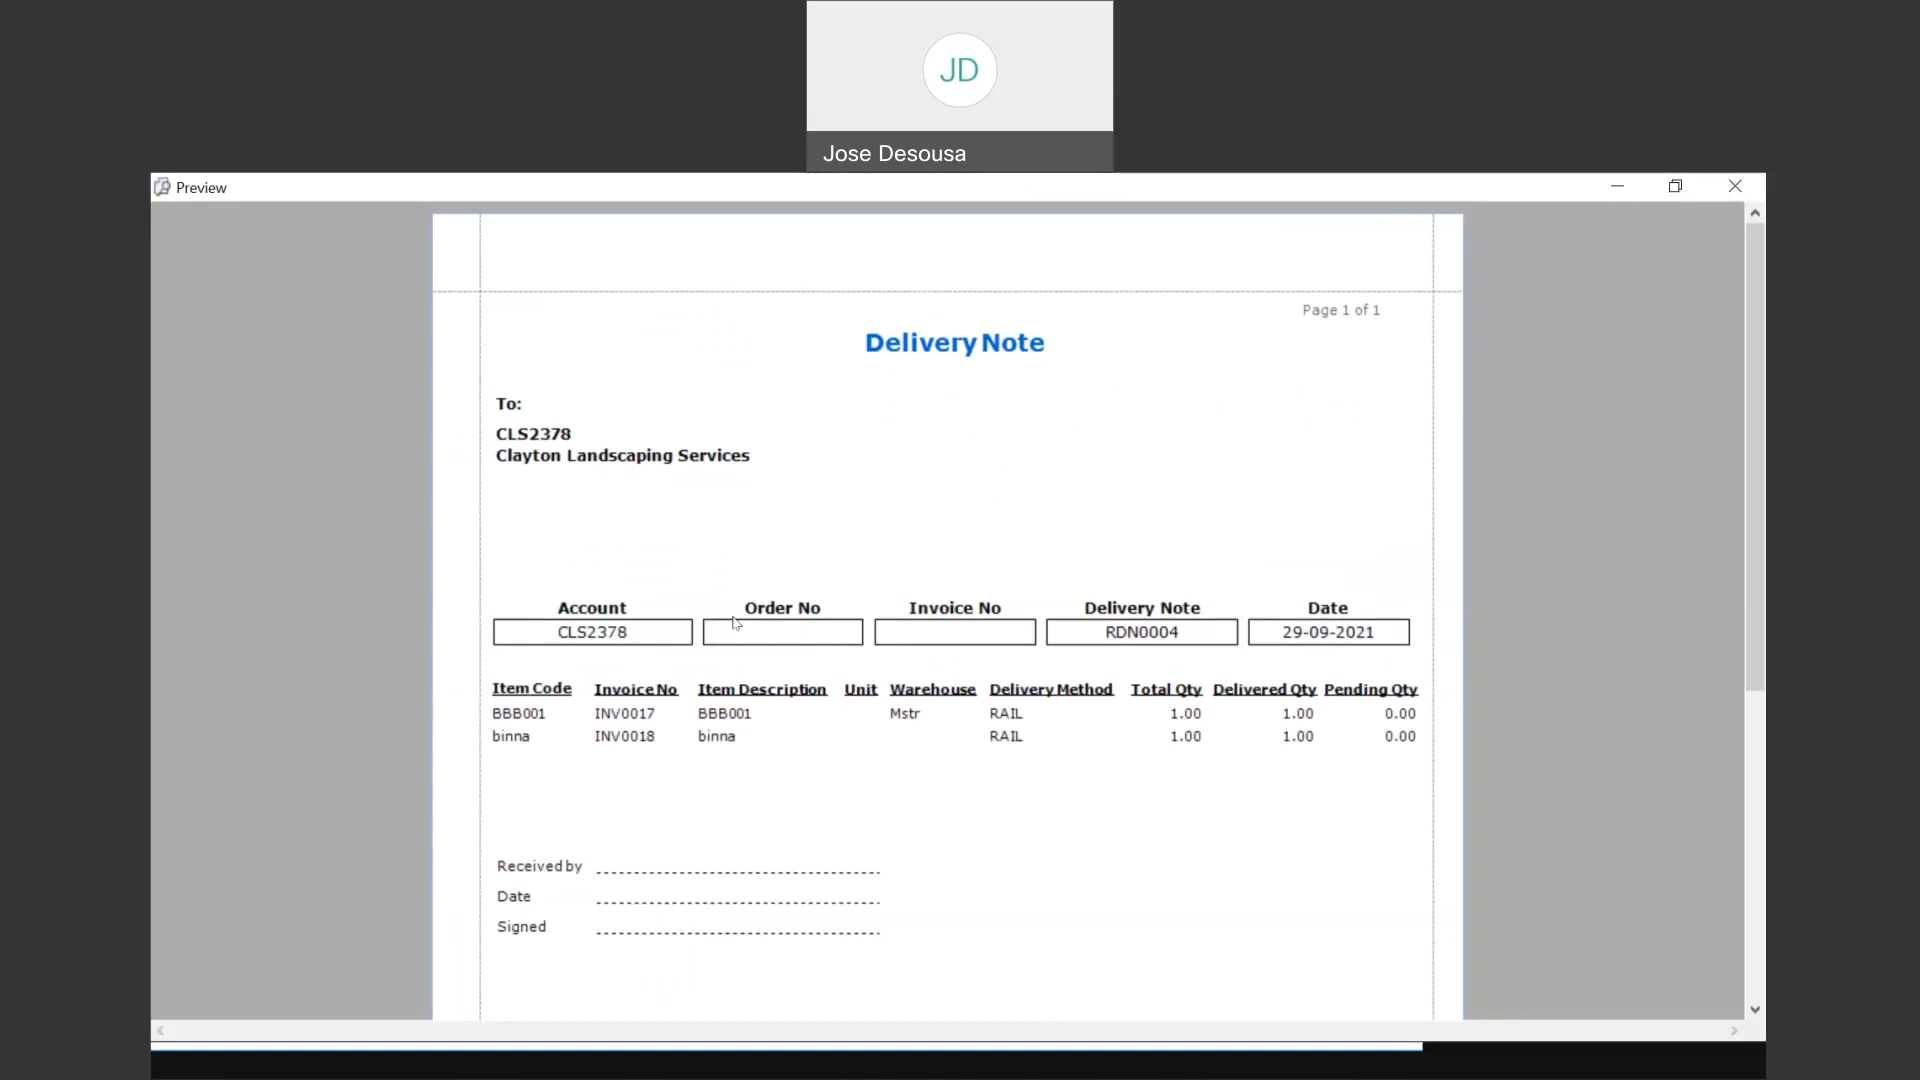 JD
Jose Desousa
Preview
Page 1 of 1
Delivery Note
To:
CLS2378
Clayton Landscaping Services
Account Order No Invoice No Delivery Note Date
CLS2378 RDN0004 29-09-2021
Item Code Invoice No Item Description Unit Warehouse Delivery Method Total Qty Delivered Qty Pending Qty
BBB001 INV0017 BBB001 Mstr RAIL 1.00 1.00 0.00
binna INV0018 binna RAIL 1.00 1.00 0.00
Received by
Date
Signed